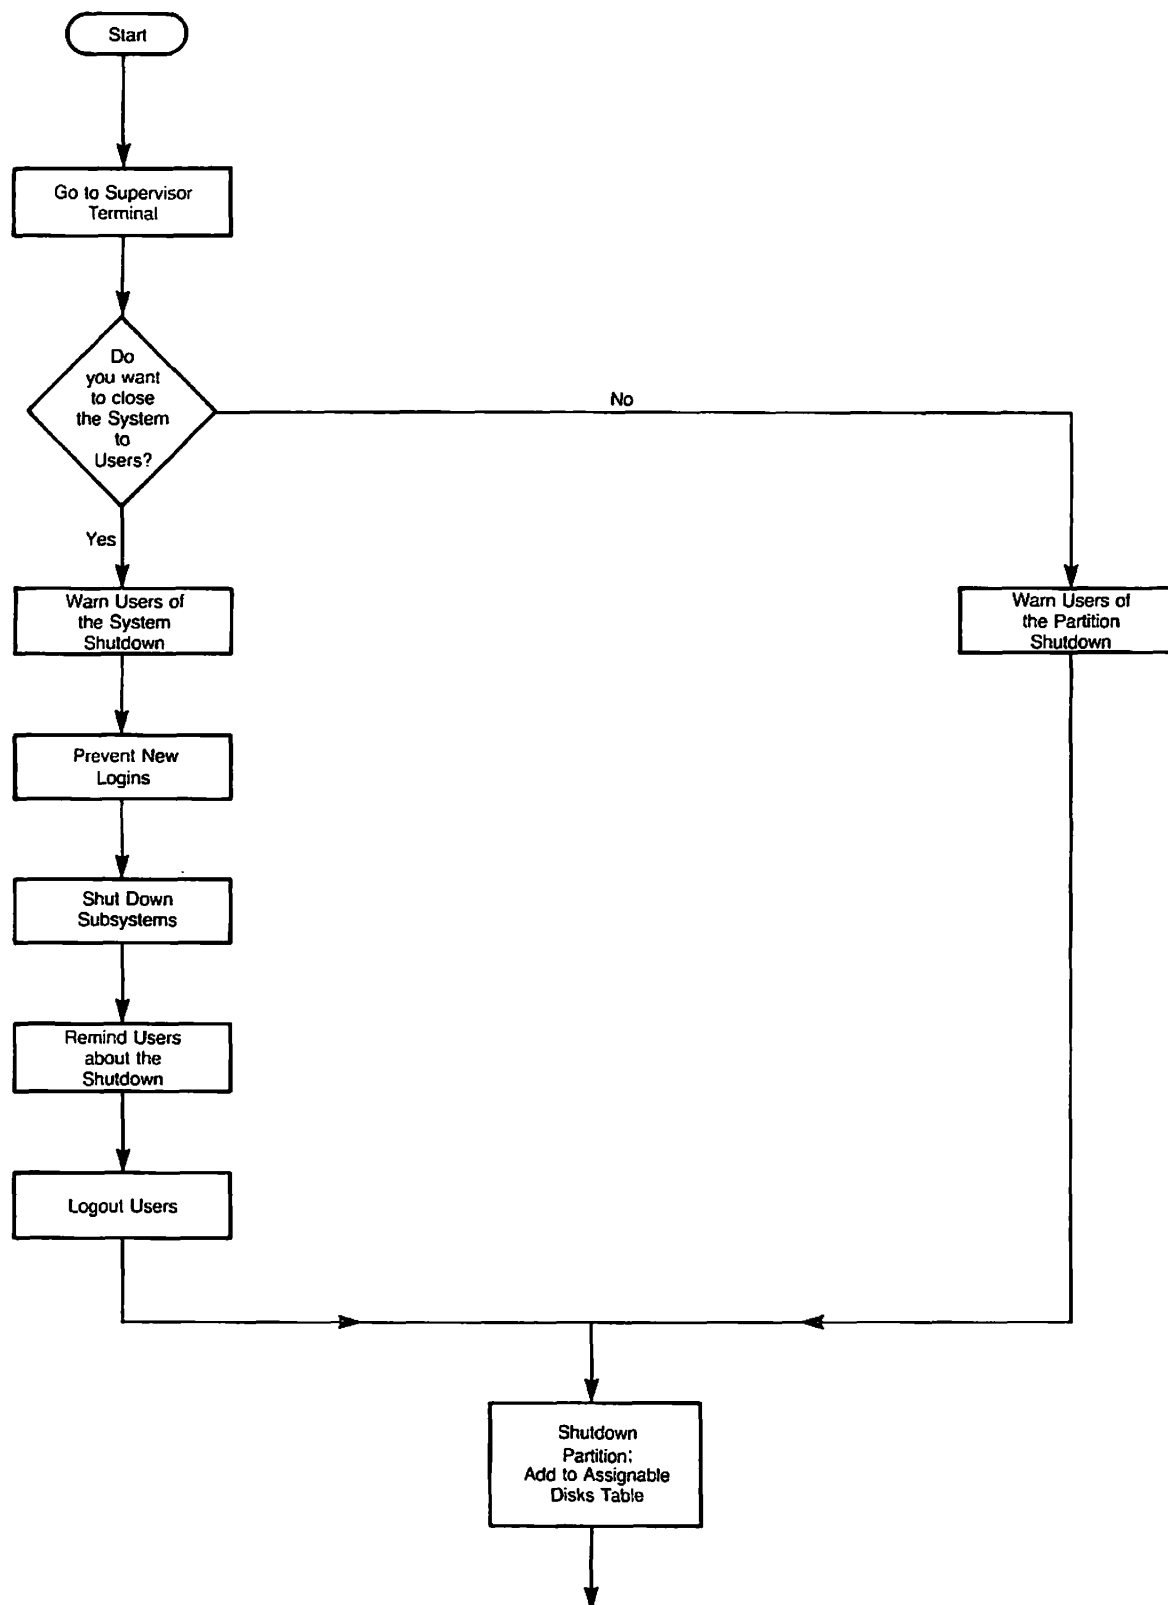 Start
Go to Supervisor
Terminal
Do
you want
to close
the System
to
Users?
No
Yes
Warn Users of
the System
Shutdown
Warn Users of
the Partition
Shutdown
Prevent New
Logins
Shut Down
Subsystems
Remind Users
about the
Shutdown
Logout Users
Shutdown
Partition:
Add to Assignable
Disks Table